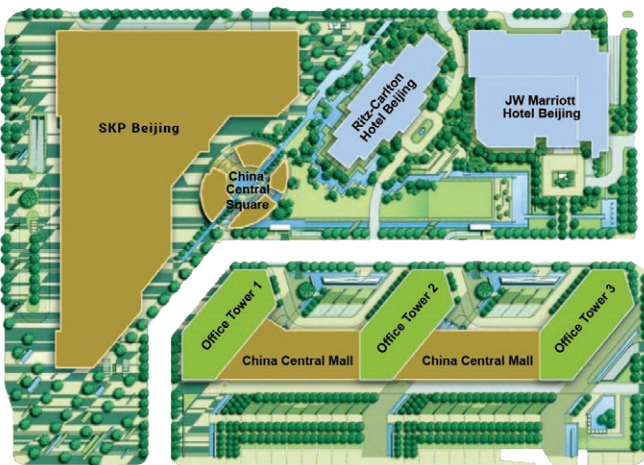 SKP Beijing
Ritz-Carlton
Hotel Beijing
JW Marriott
Hotel Beijing
China
Central
Square
Office Tower 1
Office Tower 2
Office Tower 3
China Central Mall
China Central Mall